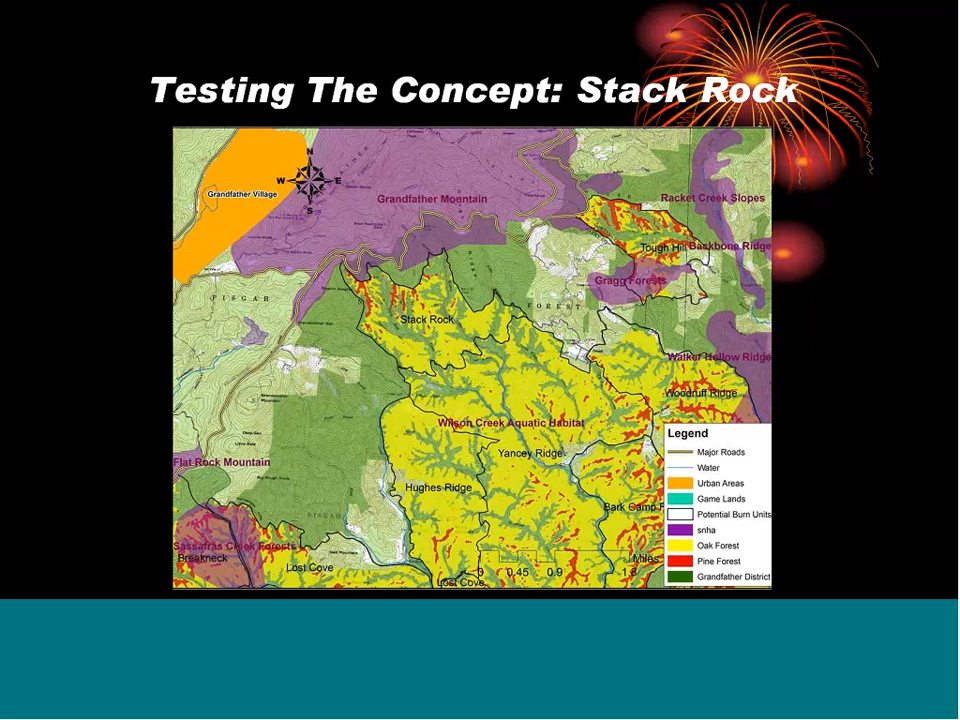 Testing The Concept: Stack Rock
N
W E
S
Grandfather Village
Grandfather Mountain
Racket Creek Slopes
Tough Hill
Backbone Ridge
Gragg Forests
PISGAH
FOREST
Stack Rock
Walker Hollow Ridge
Woodruff Ridge
Wilson Creek Aquatic Habitat
Yancey Ridge
Flat Rock Mountain
Hughes Ridge
Bark Camp
PISGAH
Sassafras Creek Forests
Breakneck
Lost Cove
Lost Cove
0 0.45 0.9 1.8
Miles
Legend
Major Roads
Water
Urban Areas
Game Lands
Potential Burn Units
snha
Oak Forest
Pine Forest
Grandfather District